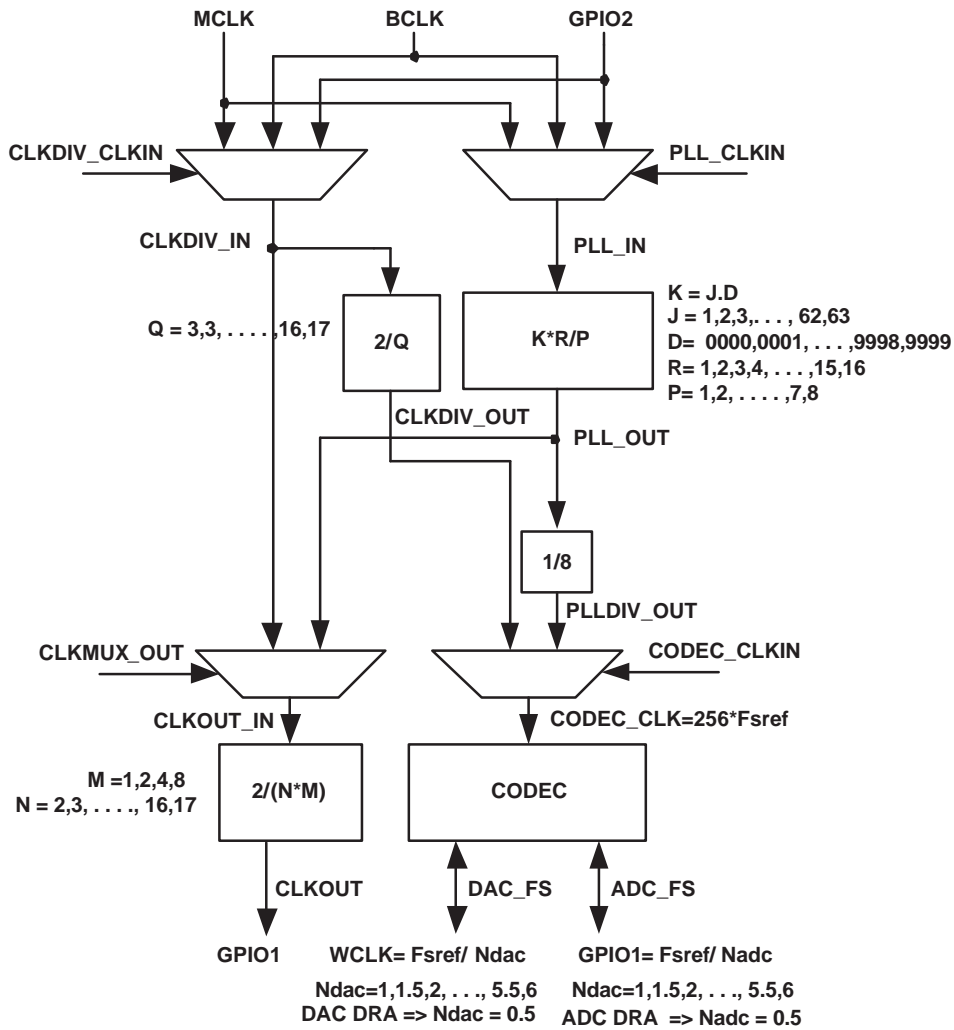 MCLK BCLK GPIO2
CLKDIV_CLKIN PLL_CLKIN
CLKDIV_IN PLL_IN
K = J.D
J = 1,2,3,. . . , 62,63
Q = 3,3, . . . .,16,17 2/Q K*R/P
D= 0000,0001, . . . ,9998,9999
R= 1,2,3,4, . . . ,15,16
P= 1,2, . . . . ,7,8
CLKDIV_OUT
PLL_OUT
1/8
PLLDIV_OUT
CLKMUX_OUT CODEC_CLKIN
CLKOUT_IN CODEC_CLK=256*Fsref
M =1,2,4,8
2/(N*M) CODEC
N = 2,3, . . . ., 16,17
CLKOUT DAC_FS ADC_FS
GPIO1 WCLK= Fsref/ Ndac GPIO1= Fsref/ Nadc
Ndac=1,1.5,2, . . ., 5.5,6 Ndac=1,1.5,2, . . ., 5.5,6
DAC DRA => Ndac = 0.5 ADC DRA => Nadc = 0.5